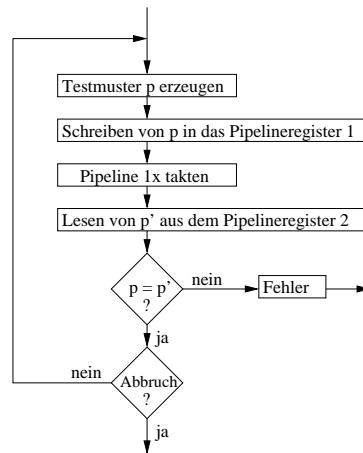 Testmuster p erzeugen
Schreiben von p in das Pipelineregister 1
Pipeline 1x takten
Lesen von p' aus dem Pipelineregister 2
p = p'
?
nein
Fehler
ja
nein
Abbruch
?
ja